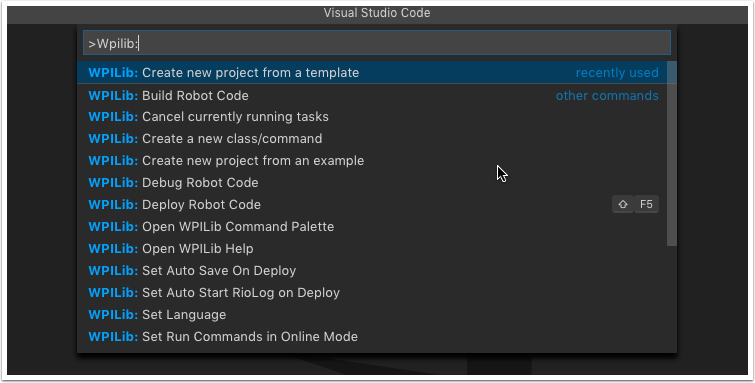 Visual Studio Code
>Wpilib:
WPILib: Create new project from a template recently used
WPILib: Build Robot Code other commands
WPILib: Cancel currently running tasks
WPILib: Create a new class/command
WPILib: Create new project from an example
WPILib: Debug Robot Code
WPILib: Deploy Robot Code ⇧ F5
WPILib: Open WPILib Command Palette
WPILib: Open WPILib Help
WPILib: Set Auto Save On Deploy
WPILib: Set Auto Start RioLog on Deploy
WPILib: Set Language
WPILib: Set Run Commands in Online Mode